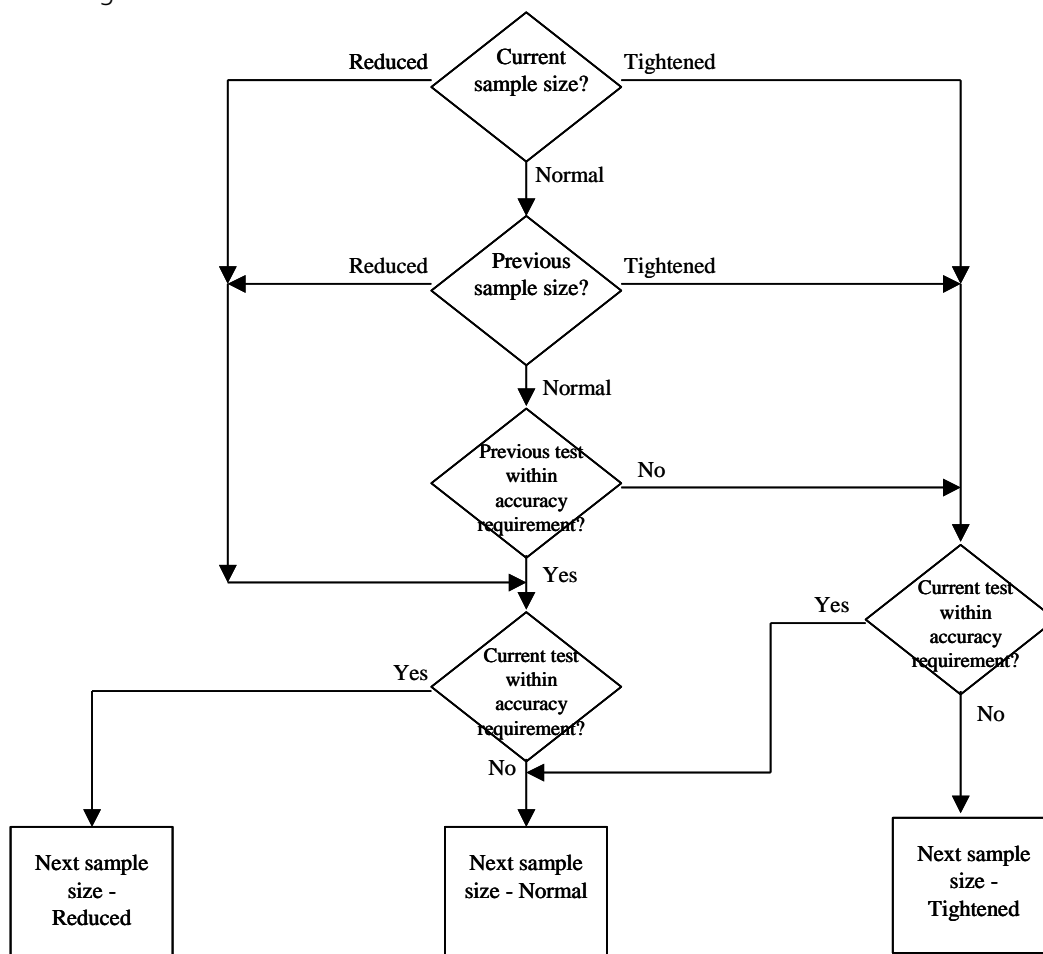 Reduced
Current
sample size?
Tightened
Normal
Reduced
Previous
sample size?
Tightened
Normal
Previous test
within
accuracy
requirement?
No
Yes
Current test
within
accuracy
requirement?
Yes
No
Current test
within
accuracy
requirement?
Yes
No
Next sample
size -
Reduced
Next sample
size - Normal
Next sample
size -
Tightened